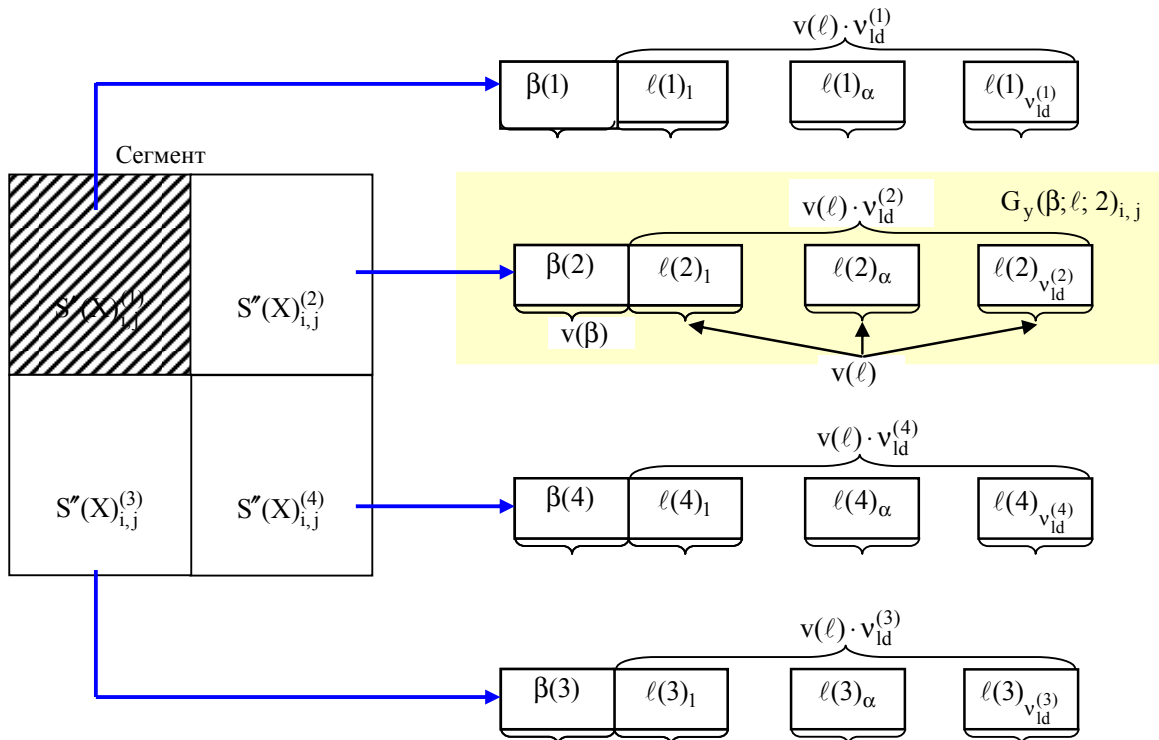 v(ℓ) · ν_ld^(1)
β(1) ℓ(1)_1 ℓ(1)_α ℓ(1)_ν_ld^(1)
Сегмент
v(ℓ) · ν_ld^(2)
G_y(β; ℓ; 2)_i, j
β(2) ℓ(2)_1 ℓ(2)_α ℓ(2)_ν_ld^(2)
S″(X)_i, j^(1) S″(X)_i, j^(2)
v(β)
v(ℓ)
v(ℓ) · ν_ld^(4)
S″(X)_i, j^(3) S″(X)_i, j^(4)
β(4) ℓ(4)_1 ℓ(4)_α ℓ(4)_ν_ld^(4)
v(ℓ) · ν_ld^(3)
β(3) ℓ(3)_1 ℓ(3)_α ℓ(3)_ν_ld^(3)